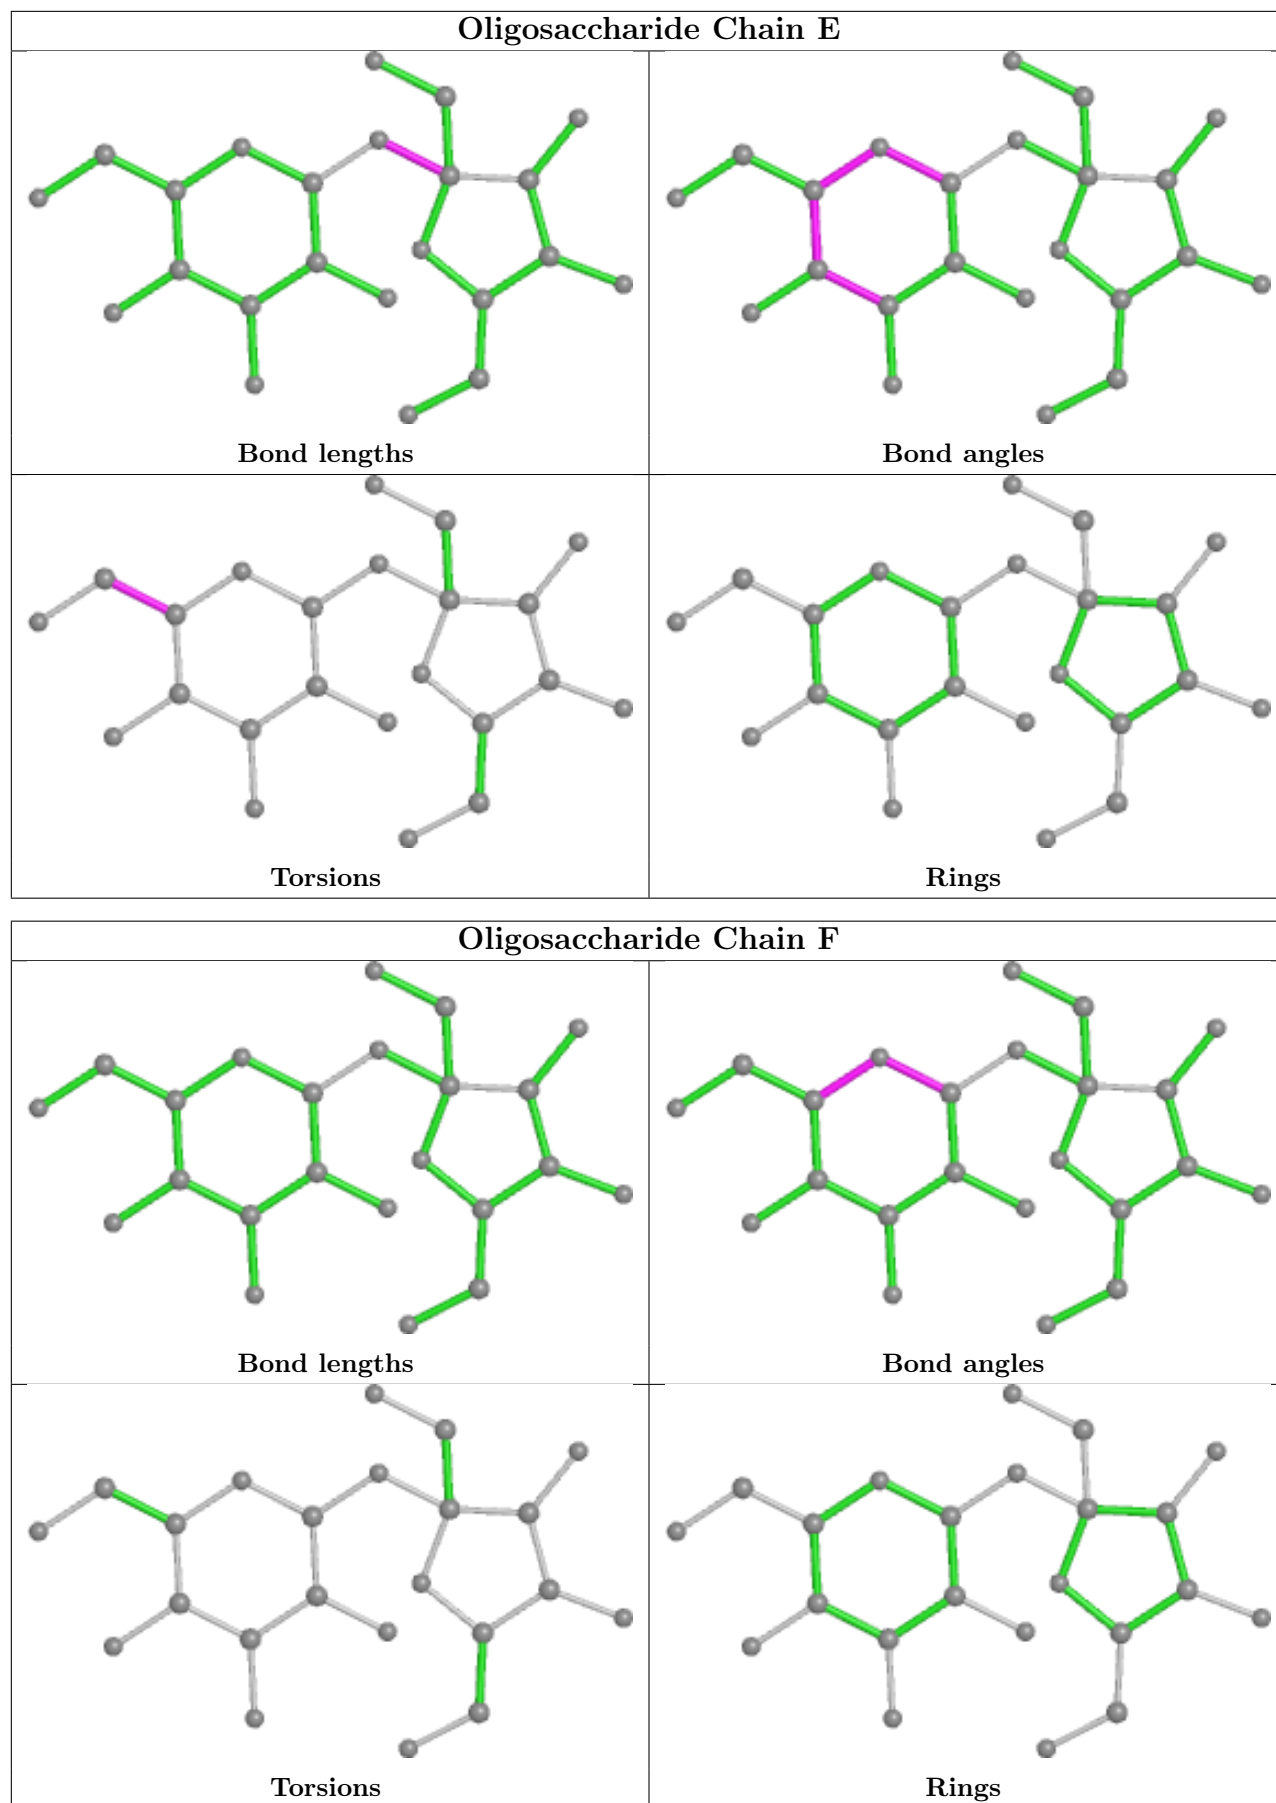 Oligosaccharide Chain E
Bond lengths
Bond angles
Torsions
Rings
Oligosaccharide Chain F
Bond lengths
Bond angles
Torsions
Rings